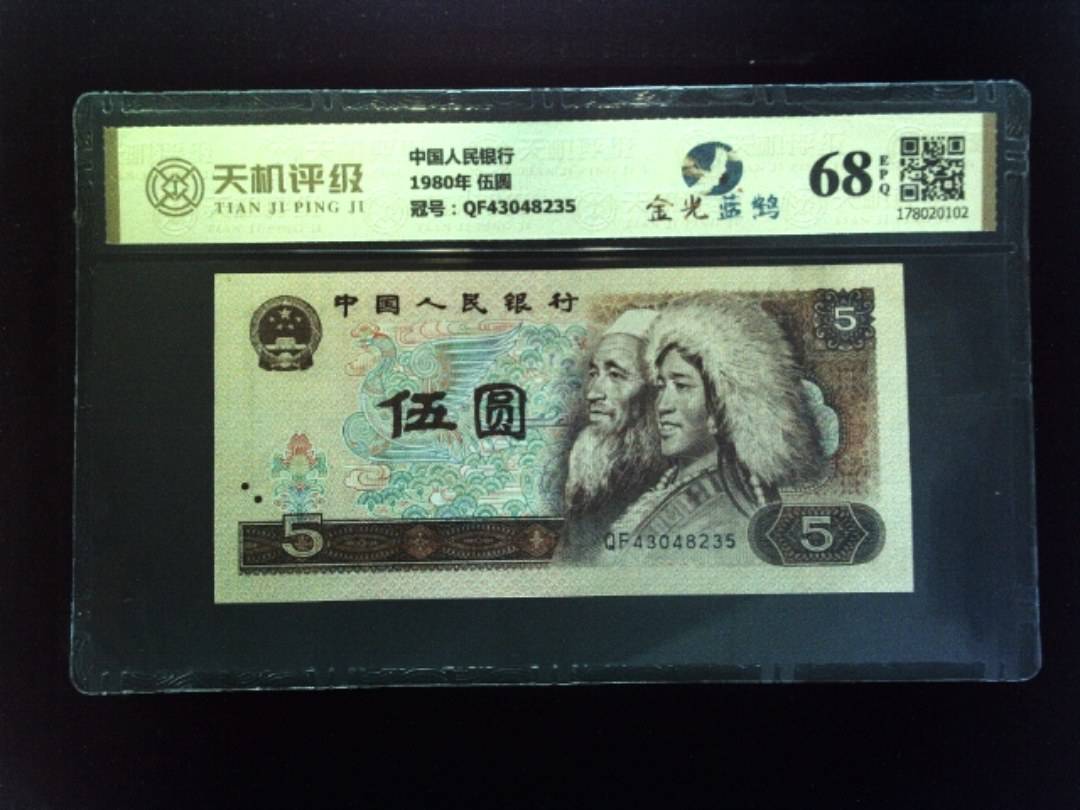 天机评级
TIAN JI PING JI
中国人民银行
1980年 伍圆
冠号：QF43048235
金光蓝鹤
68
EPQ
178020102
中国人民银行
5
伍圆
5
QF43048235
5